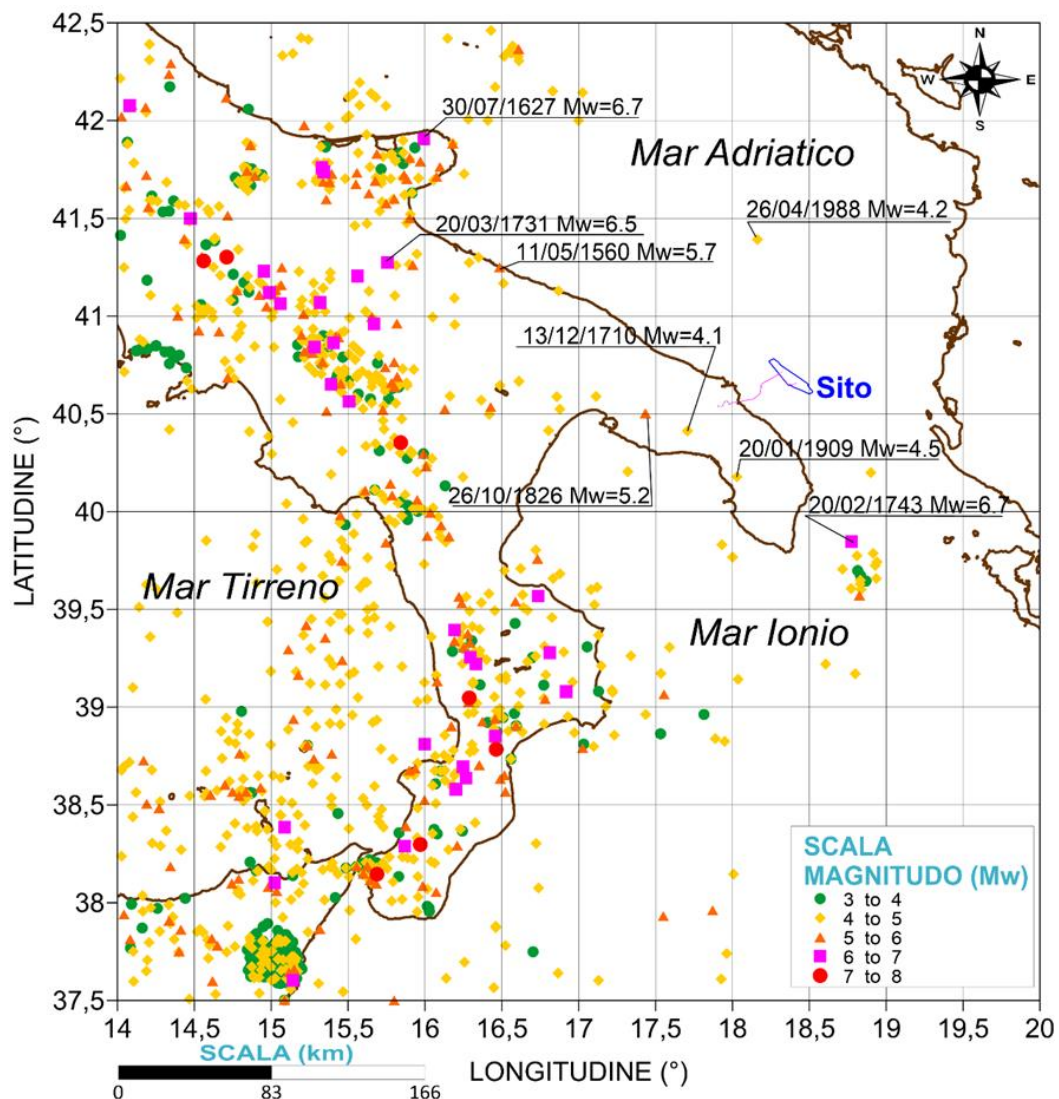 42,5
42
41,5
41
40,5
40
39,5
39
38,5
38
37,5
LATITUDINE (°)
N
W E
S
30/07/1627 Mw=6.7
Mar Adriatico
26/04/1988 Mw=4.2
20/03/1731 Mw=6.5
11/05/1560 Mw=5.7
13/12/1710 Mw=4.1
Sito
20/01/1909 Mw=4.5
26/10/1826 Mw=5.2
20/02/1743 Mw=6.7
Mar Tirreno
Mar Ionio
SCALA
MAGNITUDO (Mw)
3 to 4
4 to 5
5 to 6
6 to 7
7 to 8
14 14,5 15 15,5 16 16,5 17 17,5 18 18,5 19 19,5 20
SCALA (km)
LONGITUDINE (°)
0 83 166